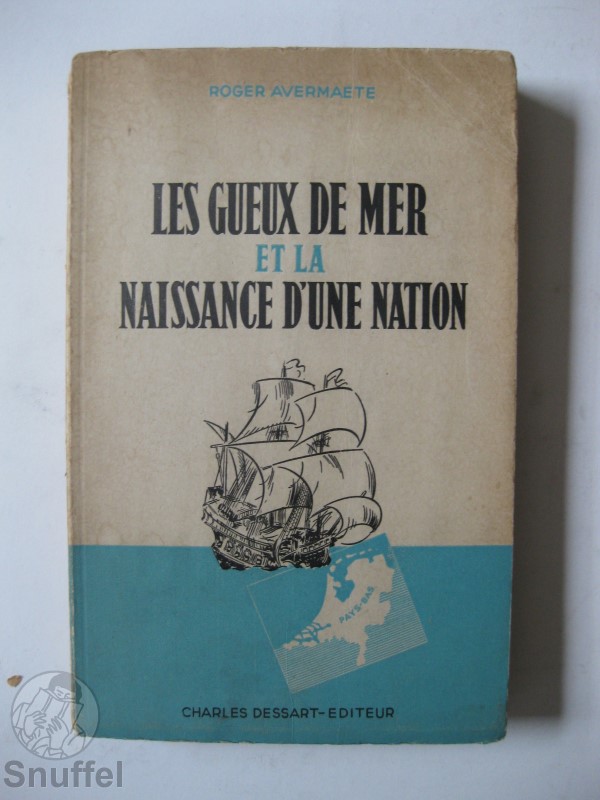 ROGER AVERMAETE
LES GUEUX DE MER
ET LA
NAISSANCE D'UNE NATION
PAYS-BAS
CHARLES DESSART-EDITEUR
Snuffel